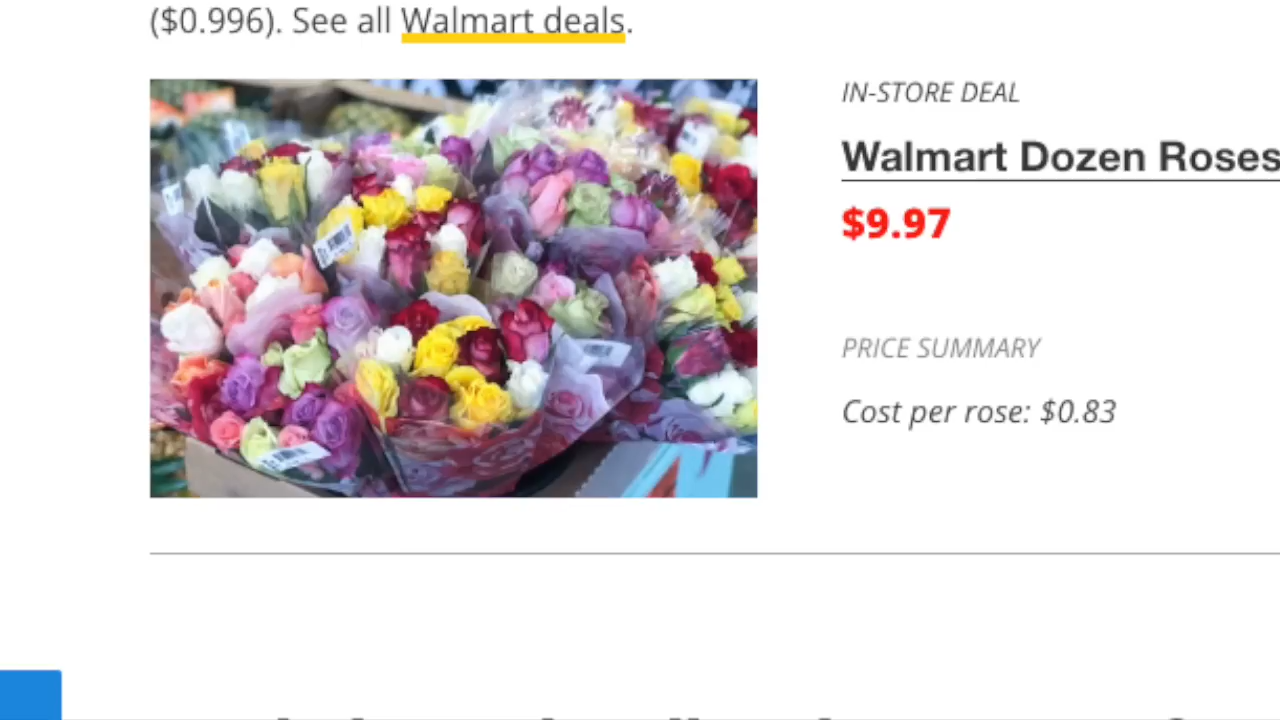 ($0.996). See all Walmart deals.
IN-STORE DEAL
Walmart Dozen Roses
$9.97
PRICE SUMMARY
Cost per rose: $0.83